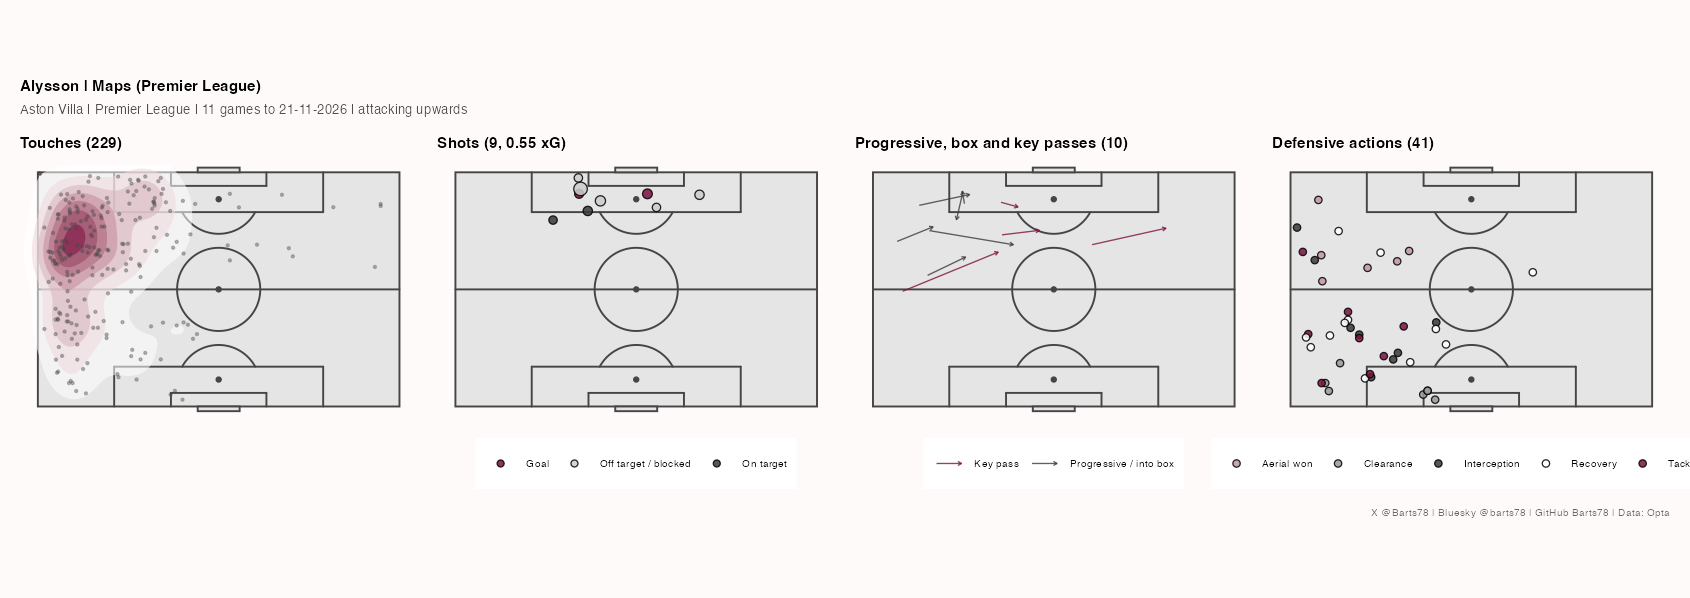 Alysson | Maps (Premier League)
Aston Villa | Premier League | 11 games to 21-11-2026 | attacking upwards
Touches (229)
Shots (9, 0.55 xG)
Progressive, box and key passes (10)
Defensive actions (41)
Goal
Off target / blocked
On target
Key pass
Progressive / into box
Aerial won
Clearance
Interception
Recovery
Tack
X @Barts78 | Bluesky @barts78 | GitHub Barts78 | Data: Opta